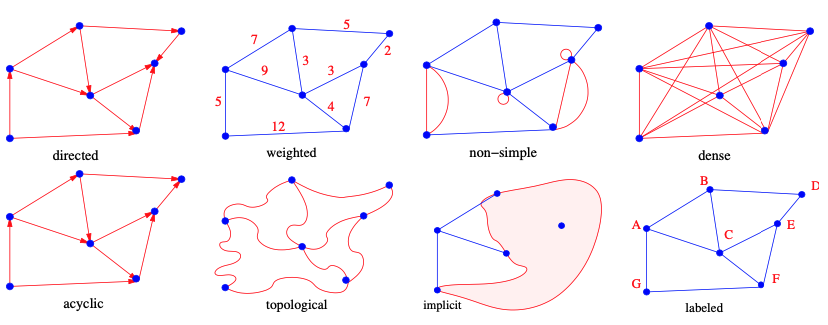 directed
7
5
2
9
3
3
5
4
7
12
weighted
non-simple
dense
acyclic
topological
implicit
B
D
A
C
E
G
F
labeled